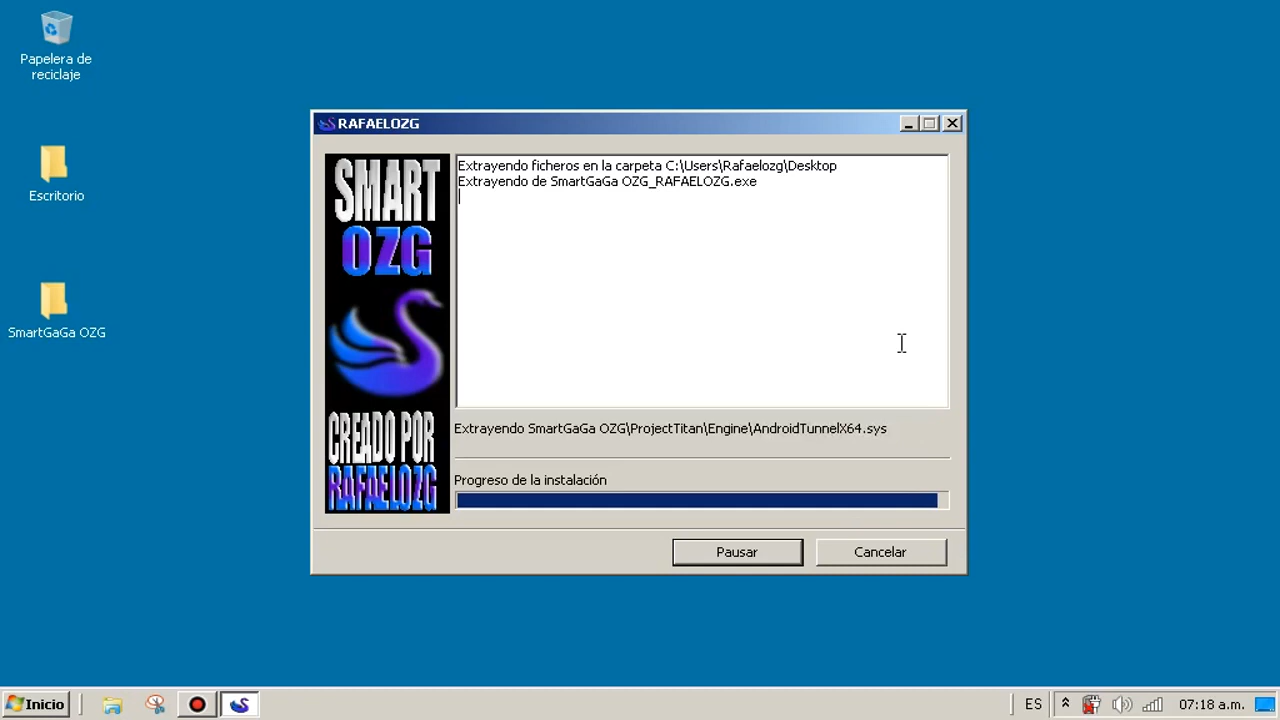 Papelera de
reciclaje
Escritorio
SmartGaGa OZG
RAFAELOZG
SMART
OZG
CREADO POR
RAFAELOZG
Extrayendo ficheros en la carpeta C:\Users\Rafaelozg\Desktop
Extrayendo de SmartGaGa OZG_RAFAELOZG.exe
Extrayendo SmartGaGa OZG\ProjectTitan\Engine\AndroidTunnelX64.sys
Progreso de la instalación
Pausar
Cancelar
Inicio
ES
07:18 a.m.